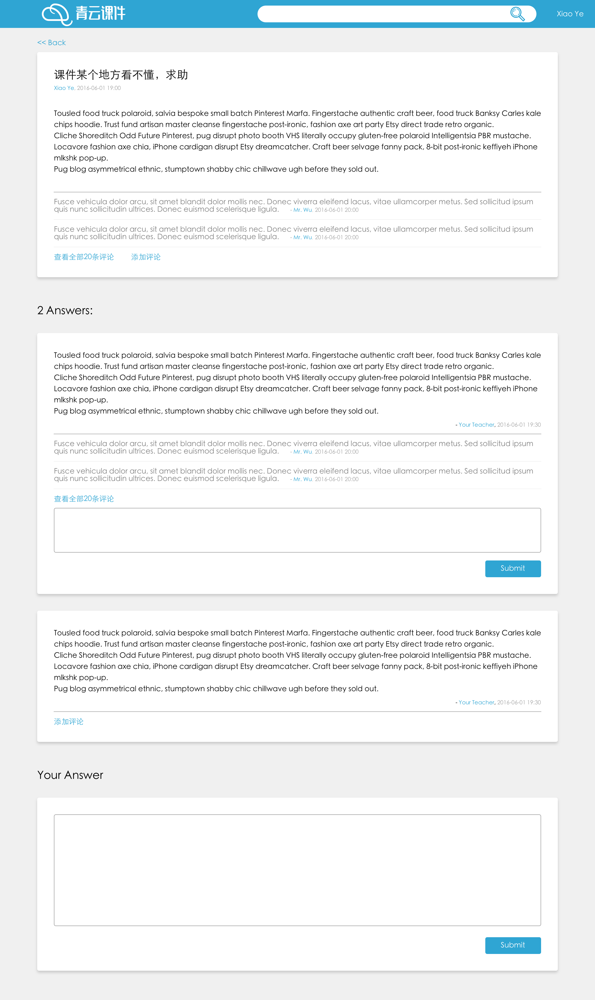 青云课件
Xiao Ye
<< Back
课件某个地方看不懂，求助
Xiao Ye, 2016-06-01 19:00
Tousled food truck polaroid, salvia bespoke small batch Pinterest Marfa. Fingerstache authentic craft beer, food truck Banksy Carles kale
chips hoodie. Trust fund artisan master cleanse fingerstache post-ironic, fashion axe art party Etsy direct trade retro organic.
Cliche Shoreditch Odd Future Pinterest, pug disrupt photo booth VHS literally occupy gluten-free polaroid Intelligentsia PBR mustache.
Locavore fashion axe chia, iPhone cardigan disrupt Etsy dreamcatcher. Craft beer selvage fanny pack, 8-bit post-ironic keffiyeh iPhone
mlkshk pop-up.
Pug blog asymmetrical ethnic, stumptown shabby chic chillwave ugh before they sold out.
Fusce vehicula dolor arcu, sit amet blandit dolor mollis nec. Donec viverra eleifend lacus, vitae ullamcorper metus. Sed sollicitud ipsum
quis nunc sollicitudin ultrices. Donec euismod scelerisque ligula. - Mr. Wu, 2016-06-01 20:00
Fusce vehicula dolor arcu, sit amet blandit dolor mollis nec. Donec viverra eleifend lacus, vitae ullamcorper metus. Sed sollicitud ipsum
quis nunc sollicitudin ultrices. Donec euismod scelerisque ligula. - Mr. Wu, 2016-06-01 20:00
查看全部20条评论 添加评论
2 Answers:
Tousled food truck polaroid, salvia bespoke small batch Pinterest Marfa. Fingerstache authentic craft beer, food truck Banksy Carles kale
chips hoodie. Trust fund artisan master cleanse fingerstache post-ironic, fashion axe art party Etsy direct trade retro organic.
Cliche Shoreditch Odd Future Pinterest, pug disrupt photo booth VHS literally occupy gluten-free polaroid Intelligentsia PBR mustache.
Locavore fashion axe chia, iPhone cardigan disrupt Etsy dreamcatcher. Craft beer selvage fanny pack, 8-bit post-ironic keffiyeh iPhone
mlkshk pop-up.
Pug blog asymmetrical ethnic, stumptown shabby chic chillwave ugh before they sold out.
- Your Teacher, 2016-06-01 19:30
Fusce vehicula dolor arcu, sit amet blandit dolor mollis nec. Donec viverra eleifend lacus, vitae ullamcorper metus. Sed sollicitud ipsum
quis nunc sollicitudin ultrices. Donec euismod scelerisque ligula. - Mr. Wu, 2016-06-01 20:00
Fusce vehicula dolor arcu, sit amet blandit dolor mollis nec. Donec viverra eleifend lacus, vitae ullamcorper metus. Sed sollicitud ipsum
quis nunc sollicitudin ultrices. Donec euismod scelerisque ligula. - Mr. Wu, 2016-06-01 20:00
查看全部20条评论
Submit
Tousled food truck polaroid, salvia bespoke small batch Pinterest Marfa. Fingerstache authentic craft beer, food truck Banksy Carles kale
chips hoodie. Trust fund artisan master cleanse fingerstache post-ironic, fashion axe art party Etsy direct trade retro organic.
Cliche Shoreditch Odd Future Pinterest, pug disrupt photo booth VHS literally occupy gluten-free polaroid Intelligentsia PBR mustache.
Locavore fashion axe chia, iPhone cardigan disrupt Etsy dreamcatcher. Craft beer selvage fanny pack, 8-bit post-ironic keffiyeh iPhone
mlkshk pop-up.
Pug blog asymmetrical ethnic, stumptown shabby chic chillwave ugh before they sold out.
- Your Teacher, 2016-06-01 19:30
添加评论
Your Answer
Submit